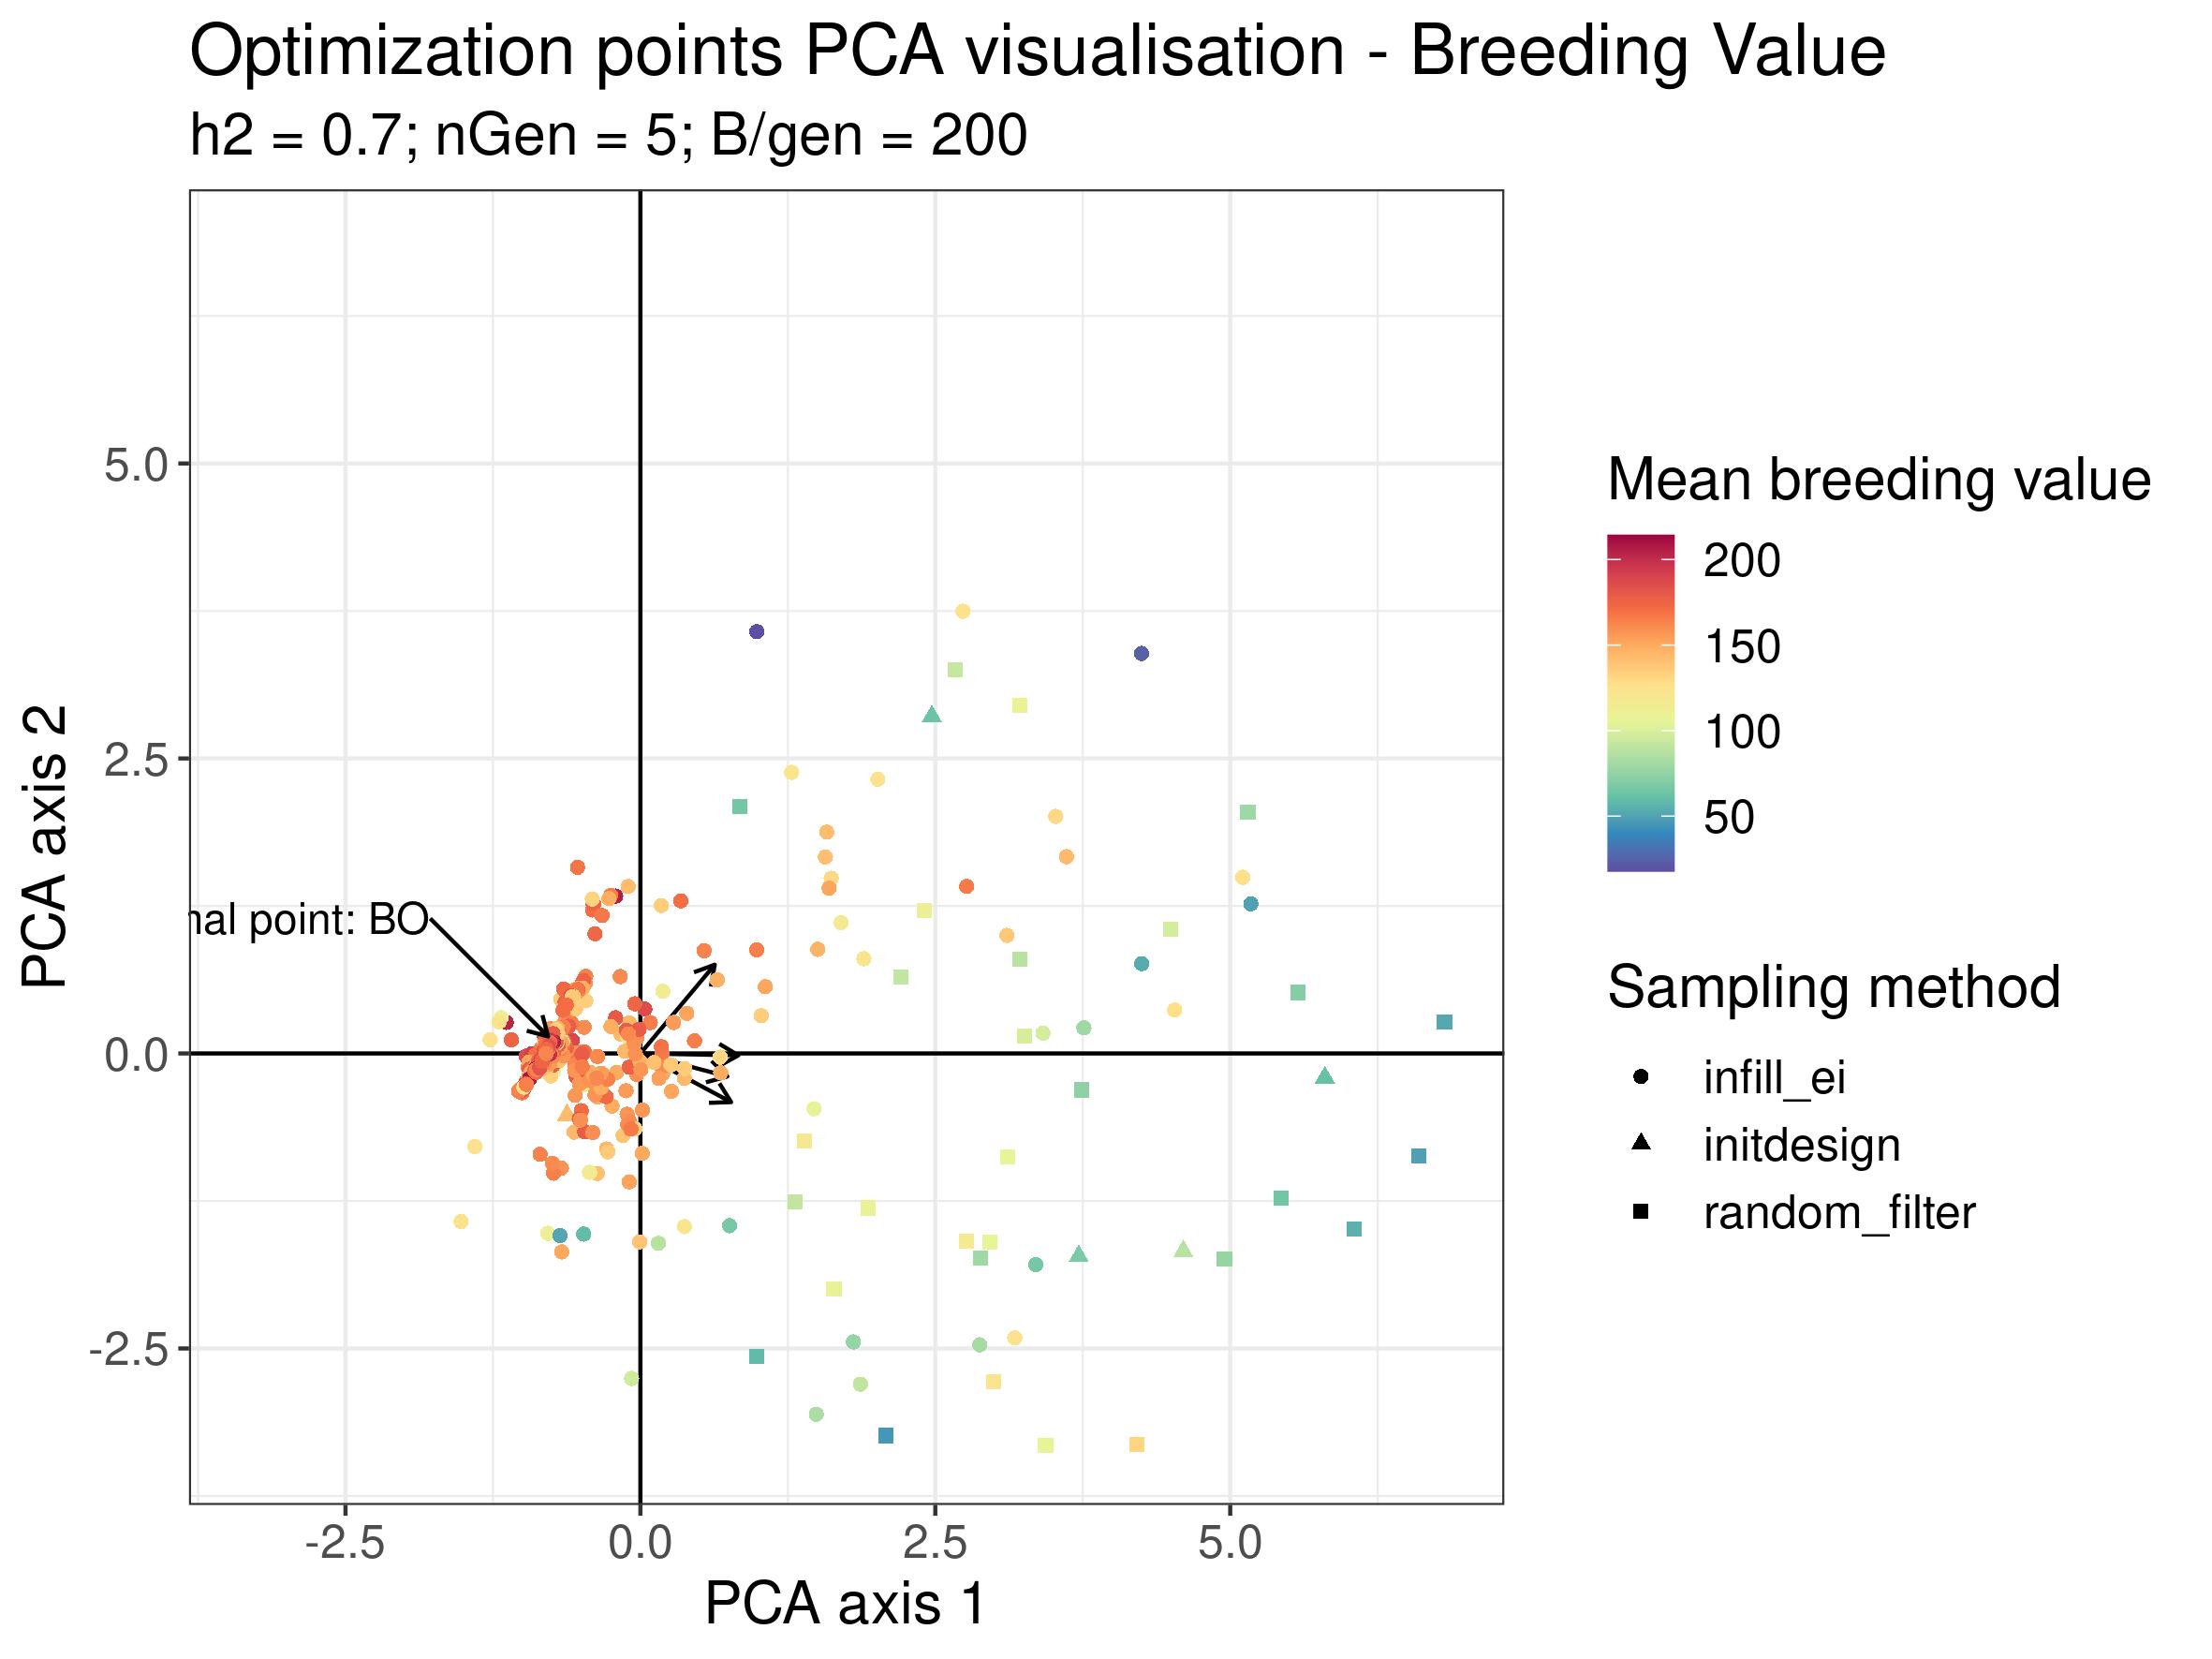 Optimization points PCA visualisation - Breeding Value
h2 = 0.7; nGen = 5; B/gen = 200
PCA axis 2
5.0
2.5
0.0
-2.5
point: BO
-2.5
0.0
2.5
5.0
PCA axis 1
Mean breeding value
200
150
100
50
Sampling method
infill_ei
initdesign
random_filter